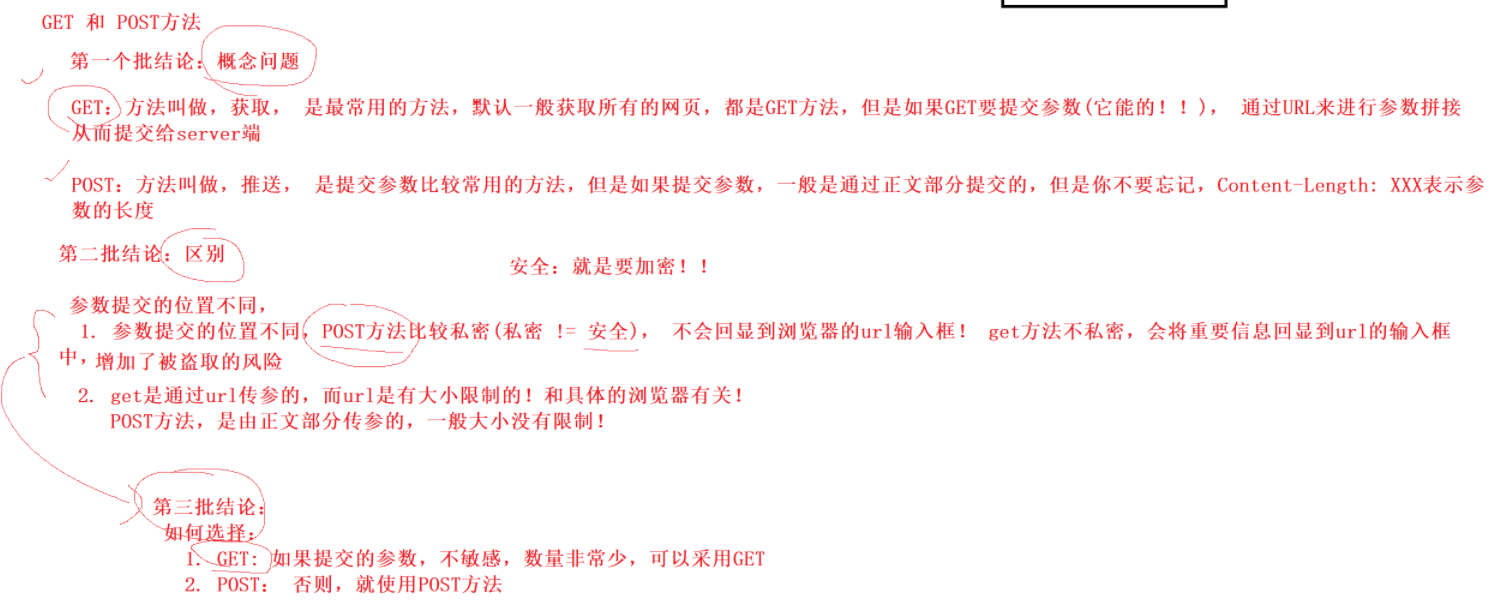 GET 和 POST方法
第一个批结论：概念问题
GET：方法叫做，获取， 是最常用的方法，默认一般获取所有的网页，都是GET方法，但是如果GET要提交参数(它能的！！)， 通过URL来进行参数拼接
从而提交给server端
POST：方法叫做，推送， 是提交参数比较常用的方法，但是如果提交参数，一般是通过正文部分提交的，但是你不要忘记，Content-Length: XXX表示参
数的长度
第二批结论：区别
安全：就是要加密！！
参数提交的位置不同，
1. 参数提交的位置不同，POST方法比较私密(私密 != 安全)， 不会回显到浏览器的url输入框！ get方法不私密，会将重要信息回显到url的输入框
中，增加了被盗取的风险
2. get是通过url传参的，而url是有大小限制的！和具体的浏览器有关！
POST方法，是由正文部分传参的，一般大小没有限制！
第三批结论：
如何选择：
1. GET: 如果提交的参数，不敏感，数量非常少，可以采用GET
2. POST： 否则，就使用POST方法